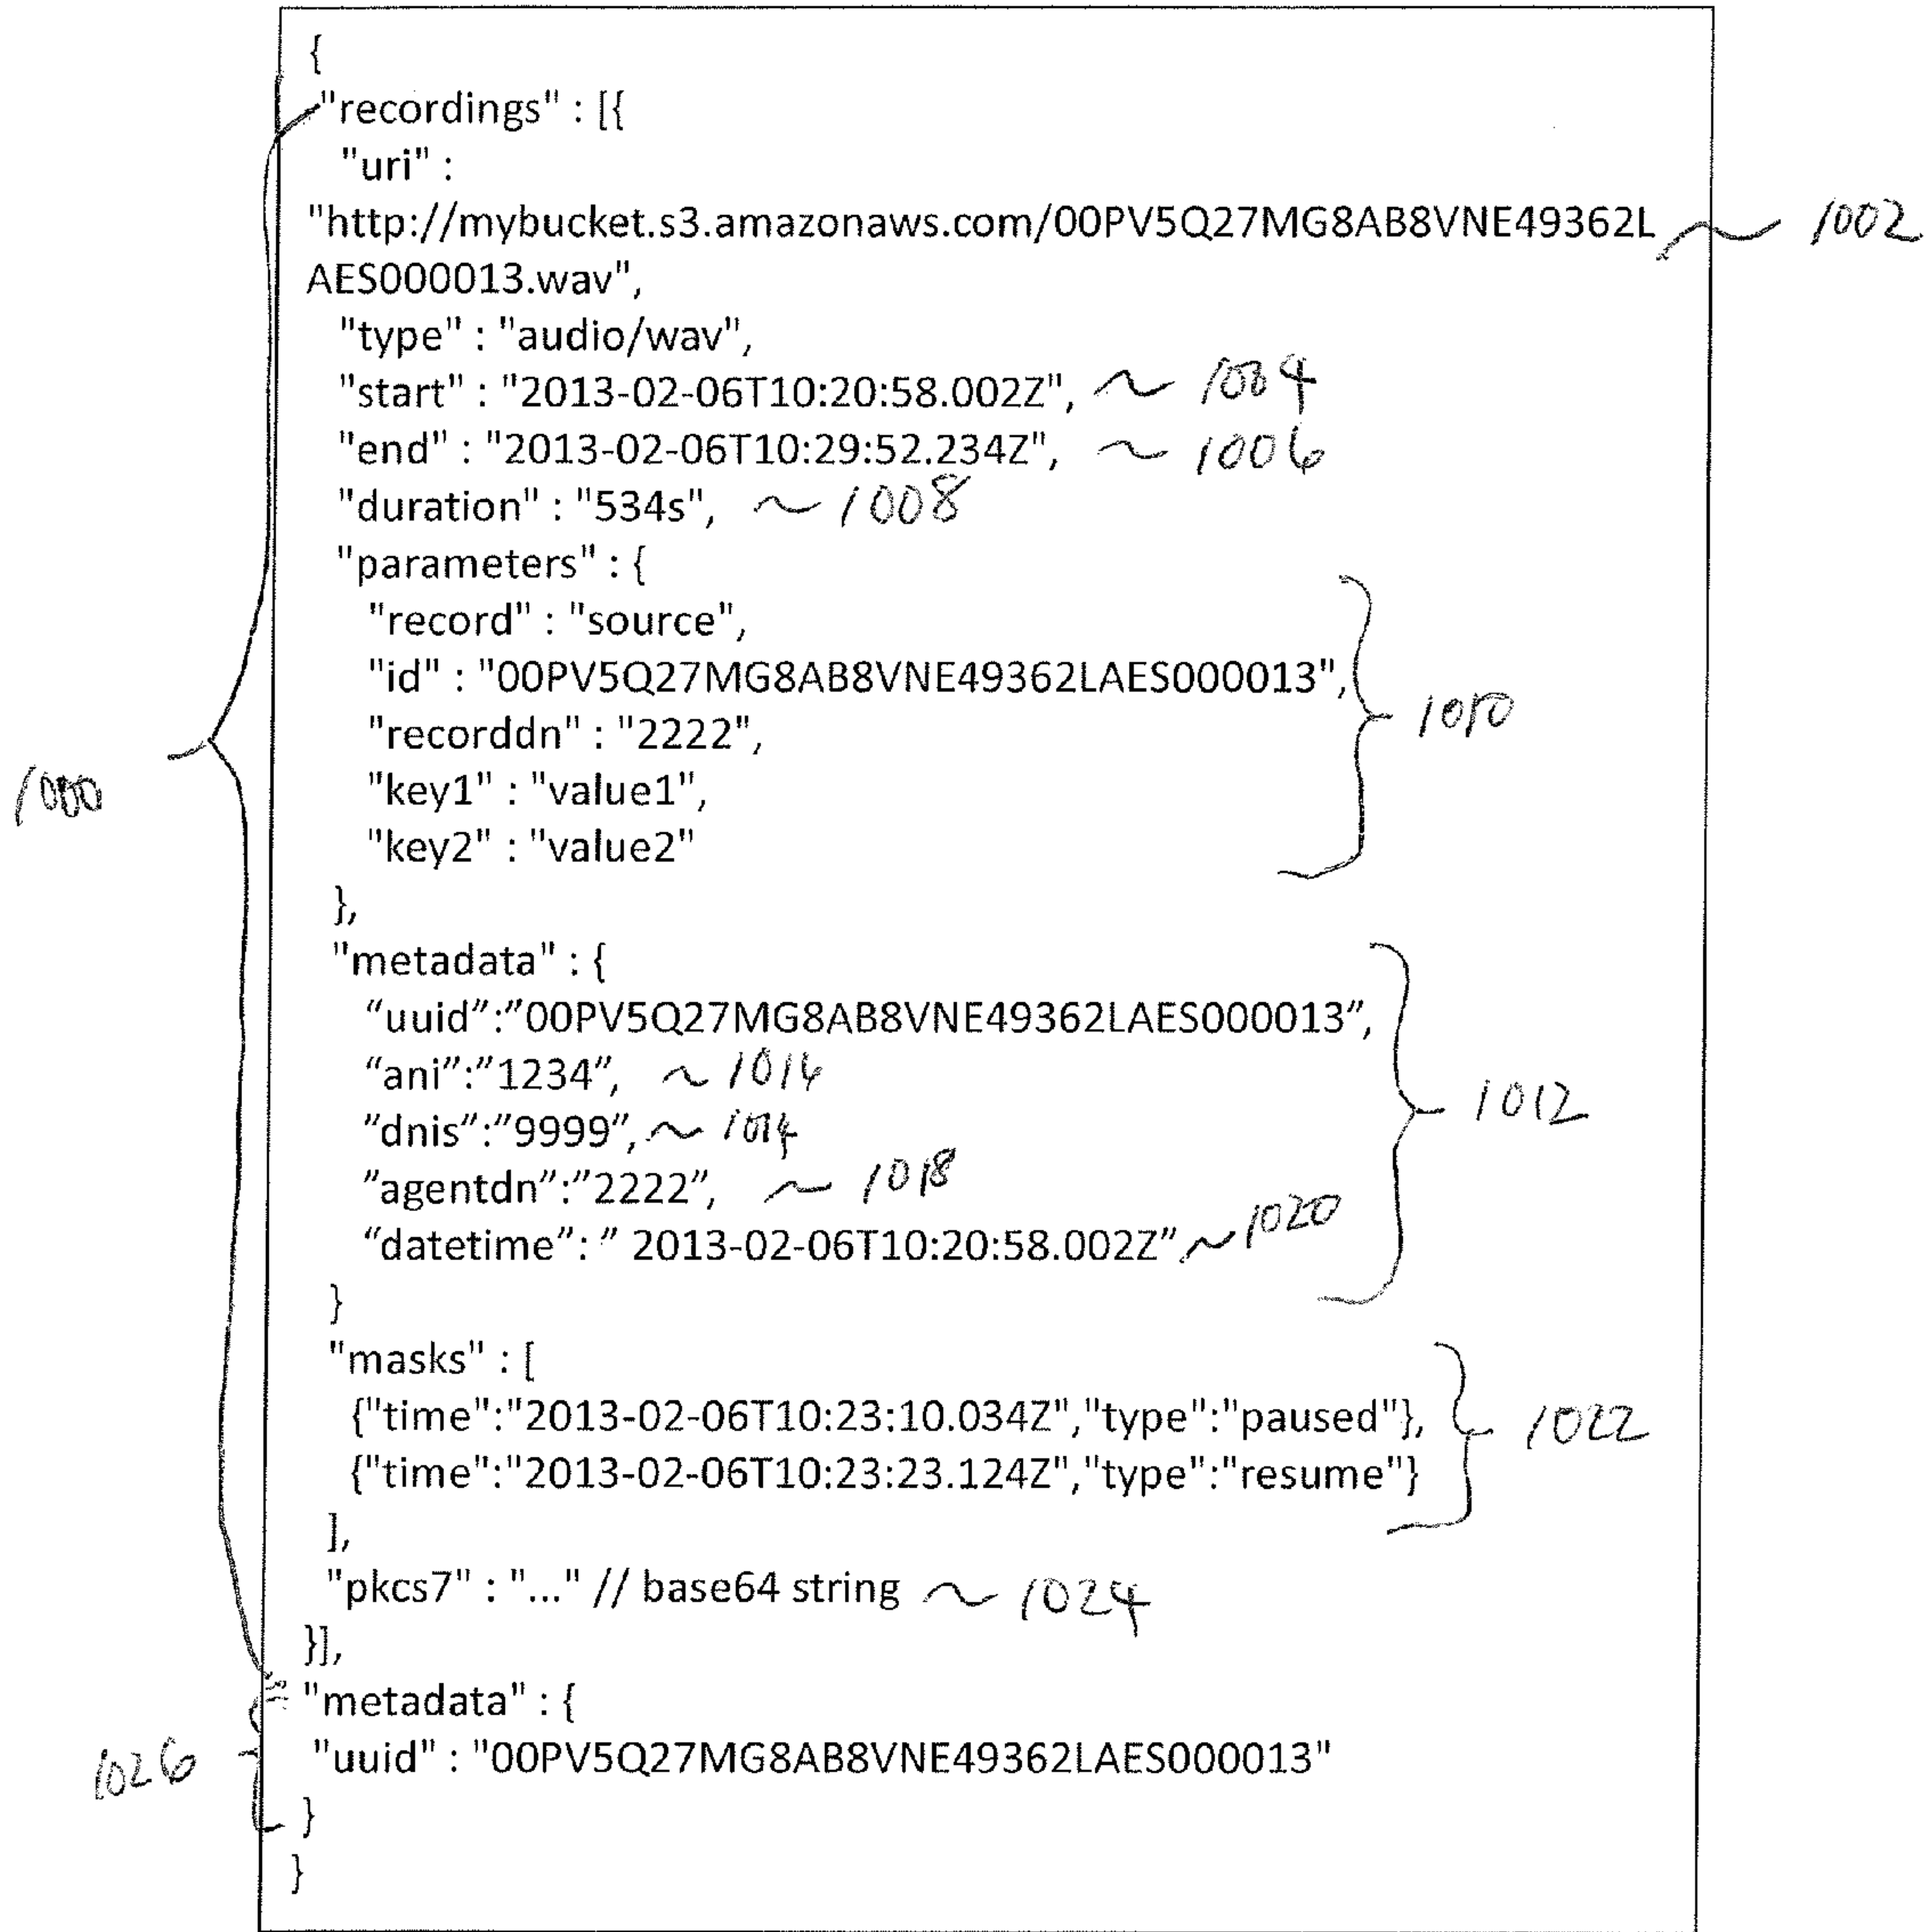 {
"recordings" : [{
"uri" :
"http://mybucket.s3.amazonaws.com/00PV5Q27MG8AB8VNE49362L ~ 1002
AES000013.wav",
"type" : "audio/wav",
"start" : "2013-02-06T10:20:58.002Z", ~ 1004
"end" : "2013-02-06T10:29:52.234Z", ~ 1006
"duration" : "534s", ~ 1008
"parameters" : {
"record" : "source",
"id" : "00PV5Q27MG8AB8VNE49362LAES000013",
"recorddn" : "2222", 1010
"key1" : "value1",
1000
"key2" : "value2"
},
"metadata" : {
“uuid”:”00PV5Q27MG8AB8VNE49362LAES000013”,
“ani”:”1234”, ~ 1016
“dnis”:”9999”, ~ 1014
1012
”agentdn”:”2222”, ~ 1018
“datetime”: ” 2013-02-06T10:20:58.002Z” ~ 1020
}
"masks" : [
{"time":"2013-02-06T10:23:10.034Z","type":"paused"},
1022
{"time":"2013-02-06T10:23:23.124Z","type":"resume"}
],
"pkcs7" : "..." // base64 string ~ 1024
}],
"metadata" : {
1026
"uuid" : "00PV5Q27MG8AB8VNE49362LAES000013"
}
}